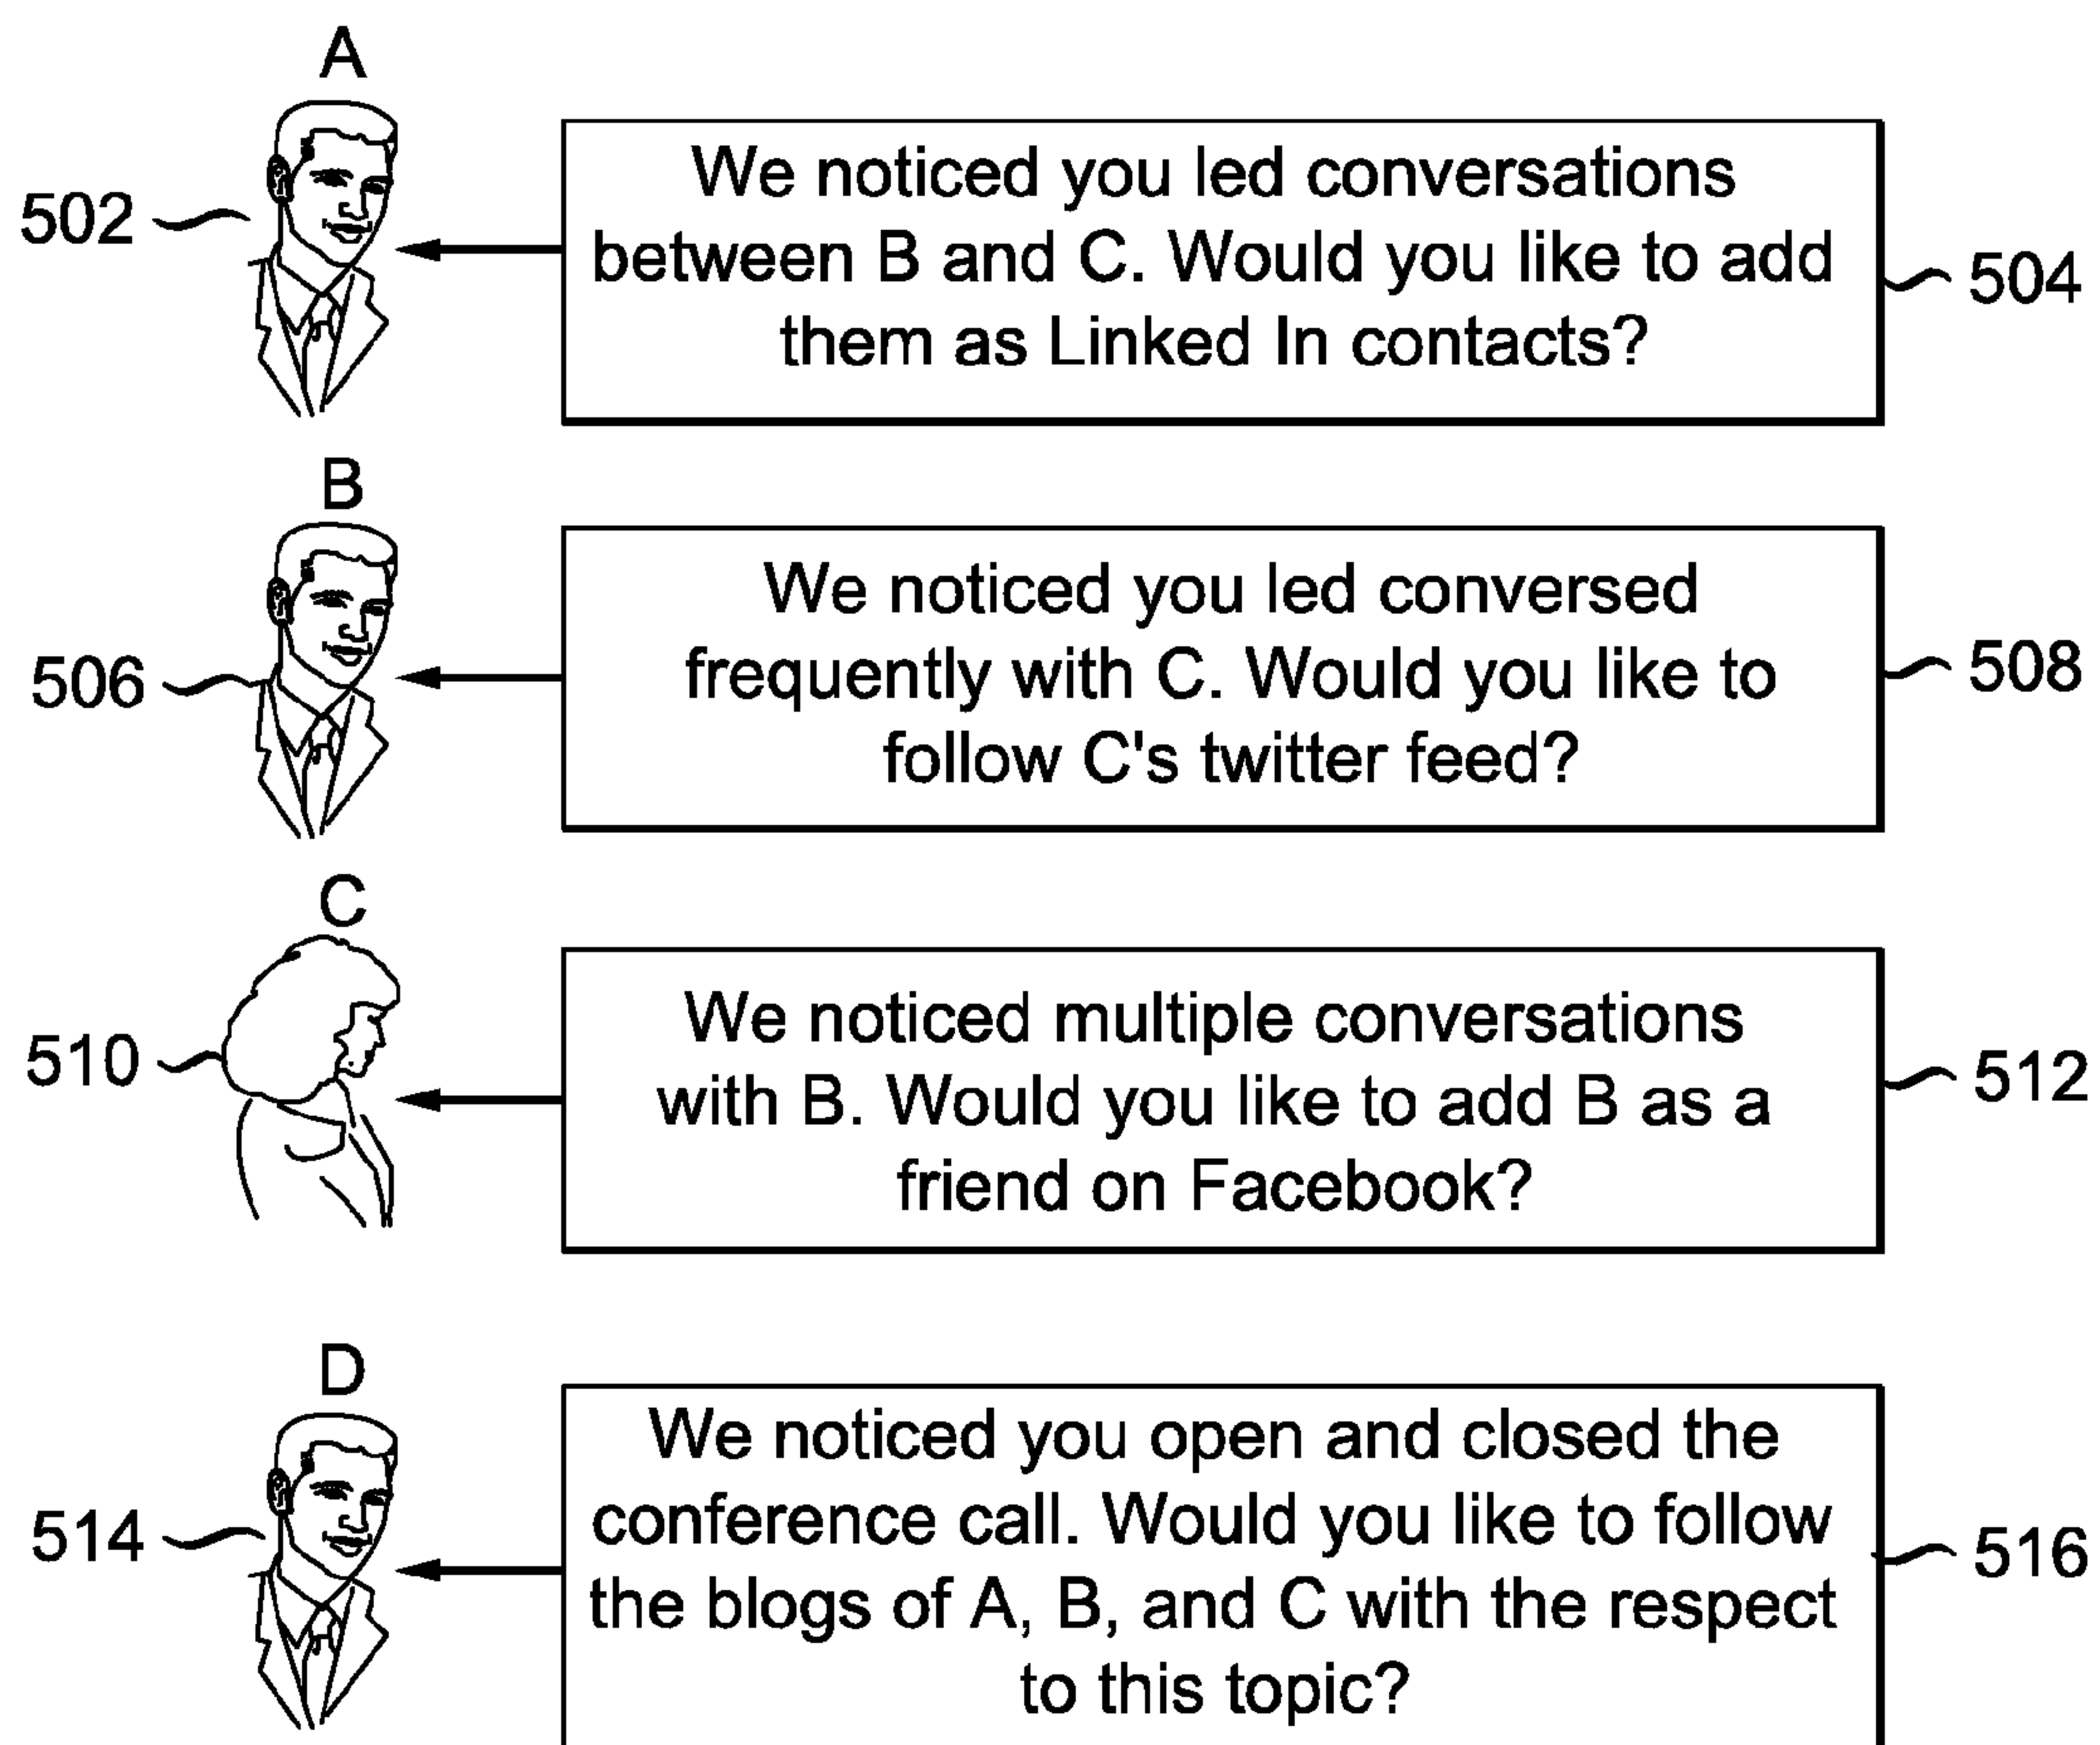 A
502
We noticed you led conversations
between B and C. Would you like to add
them as Linked In contacts?
504
B
506
We noticed you led conversed
frequently with C. Would you like to
follow C's twitter feed?
508
C
510
We noticed multiple conversations
with B. Would you like to add B as a
friend on Facebook?
512
D
514
We noticed you open and closed the
conference call. Would you like to follow
the blogs of A, B, and C with the respect
to this topic?
516